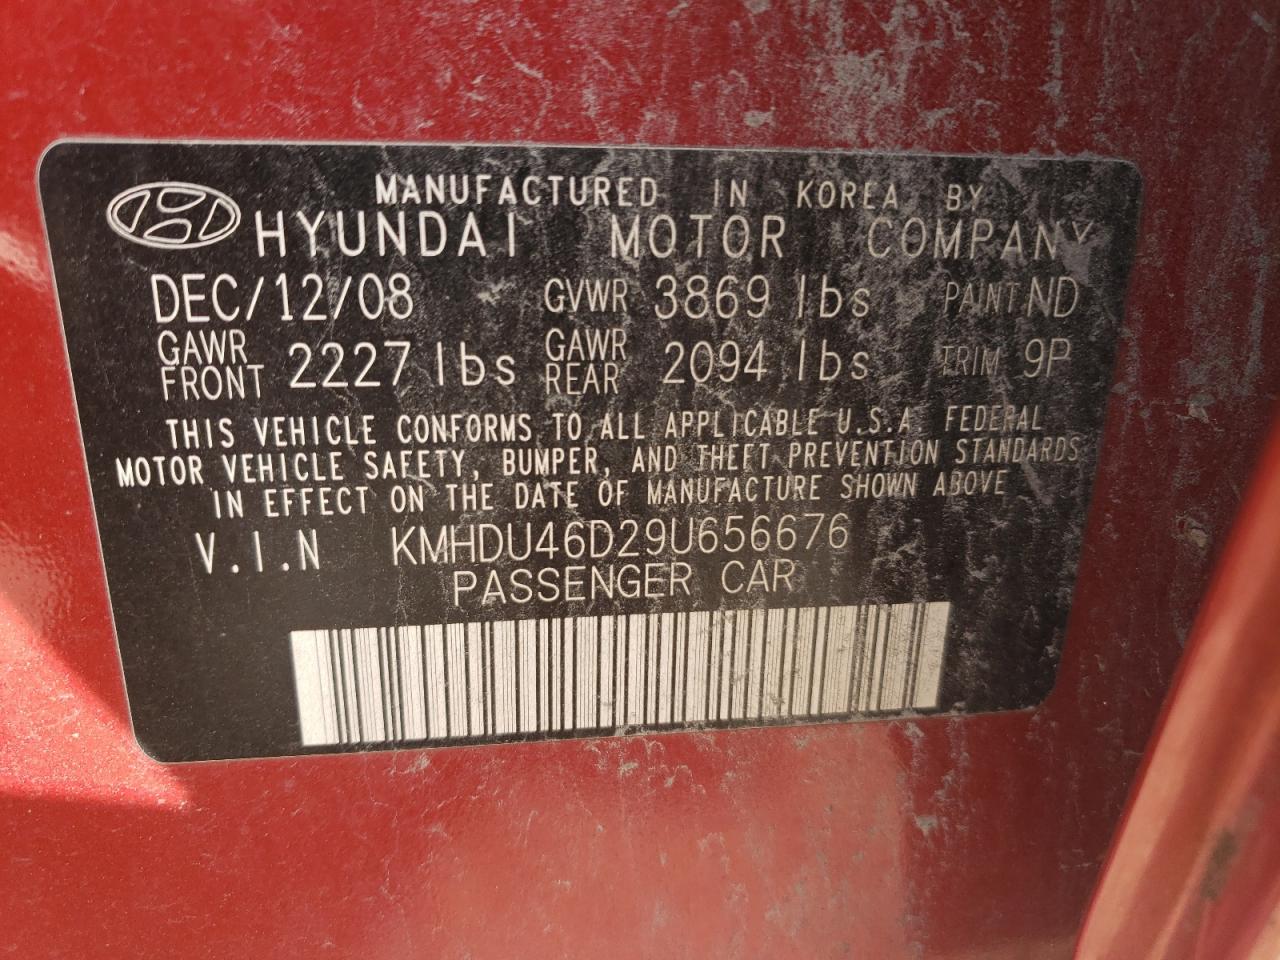 MANUFACTURED IN KOREA BY
HYUNDAI MOTOR COMPANY
DEC/12/08 GVWR 3869 lbs PAINT ND
GAWR FRONT 2227 lbs GAWR REAR 2094 lbs TRIM 9P
THIS VEHICLE CONFORMS TO ALL APPLICABLE U.S.A FEDERAL
MOTOR VEHICLE SAFETY, BUMPER, AND THEFT PREVENTION STANDARDS
IN EFFECT ON THE DATE OF MANUFACTURE SHOWN ABOVE
V.I.N KMHDU46D29U656676
PASSENGER CAR